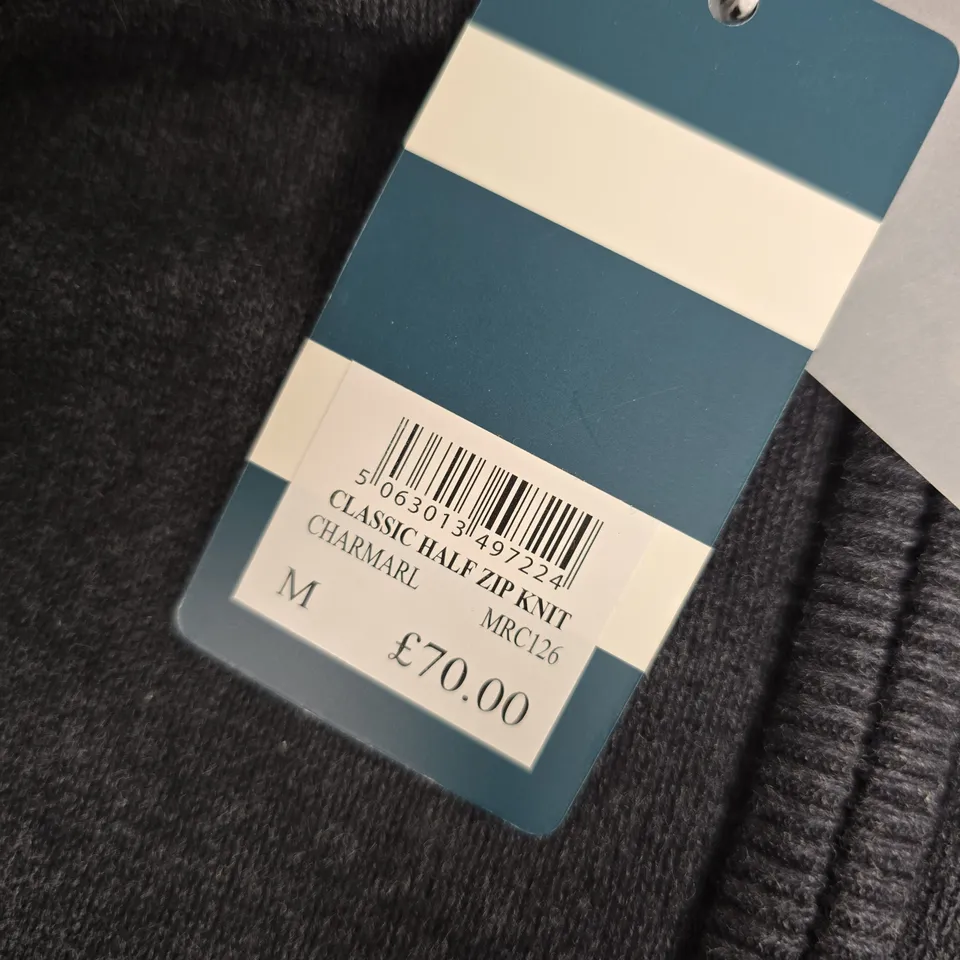 5 063013 497224
CLASSIC HALF ZIP KNIT
CHARMARL
MRC126
M
£70.00